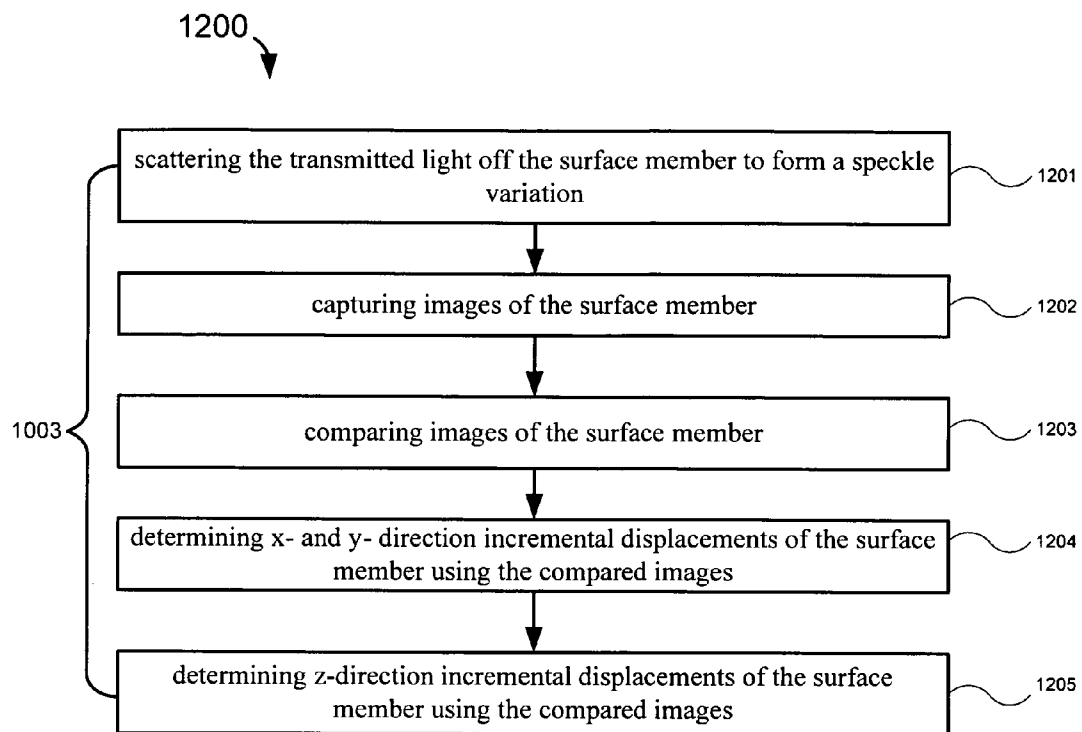 1200
scattering the transmitted light off the surface member to form a speckle
variation
1201
capturing images of the surface member
1202
1003
comparing images of the surface member
1203
determining x- and y- direction incremental displacements of the surface
member using the compared images
1204
determining z-direction incremental displacements of the surface
member using the compared images
1205